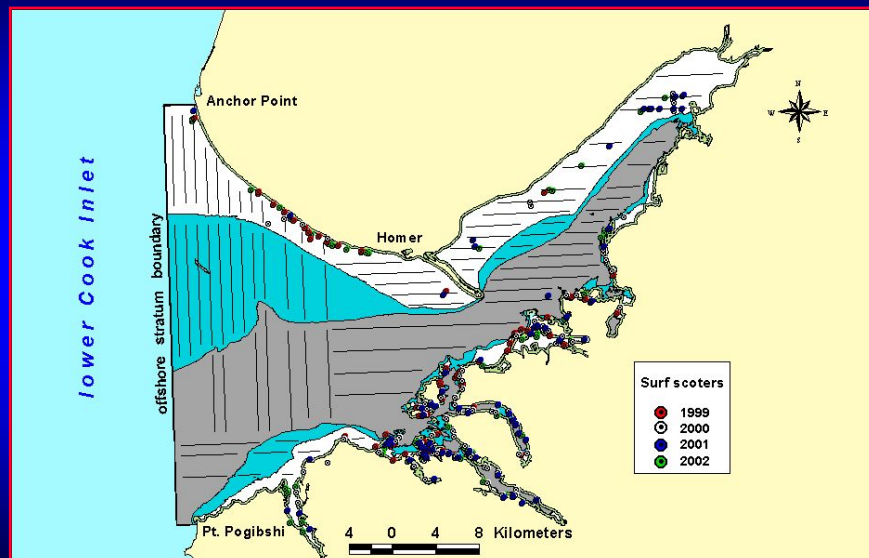 Anchor Point
N
W E
S
lower Cook Inlet
offshore stratum boundary
Homer
Surf scoters
1999
2000
2001
2002
Pt. Pogibshi
4 0 4 8 Kilometers